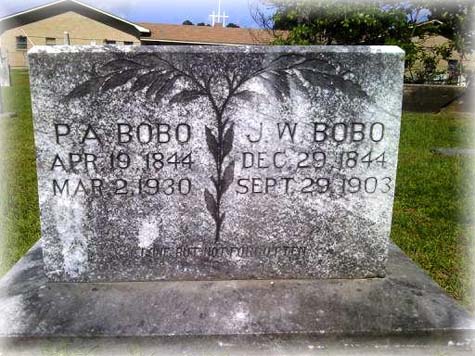 P.A. BOBO
APR. 19, 1844
MAR. 2, 1930
J.W. BOBO
DEC. 29, 1844
SEPT. 29, 1903
GONE BUT NOT FORGOTTEN